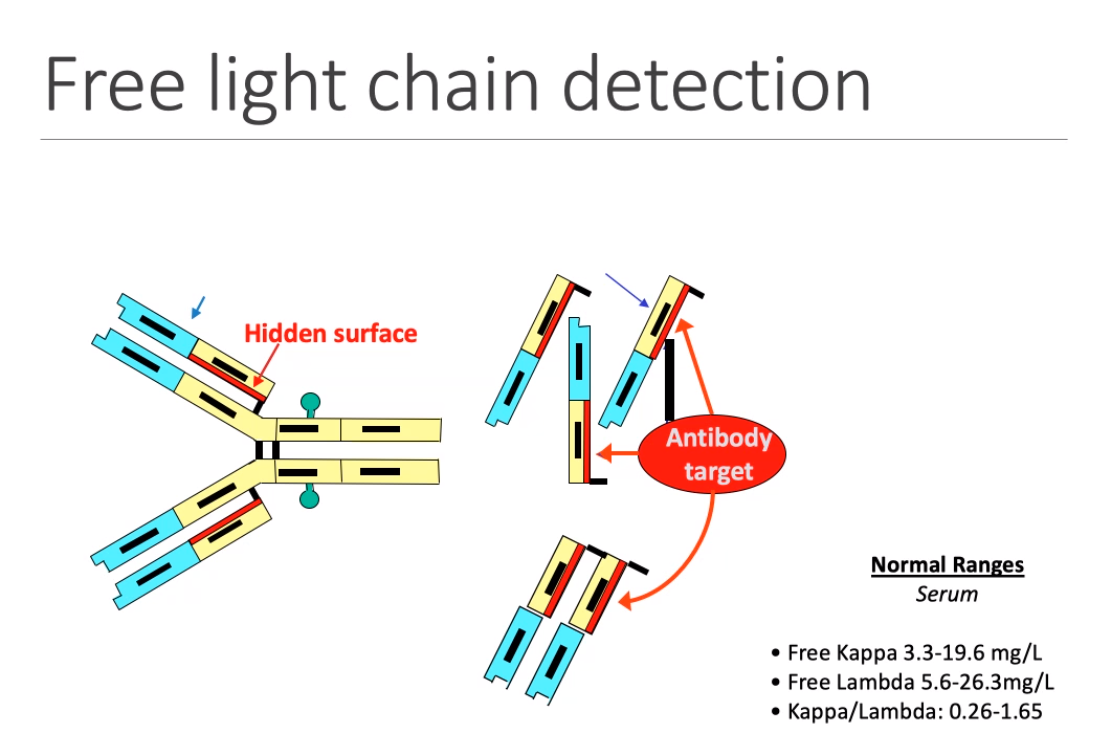 Free light chain detection
Hidden surface
Antibody
target
Normal Ranges
Serum
• Free Kappa 3.3-19.6 mg/L
• Free Lambda 5.6-26.3mg/L
• Kappa/Lambda: 0.26-1.65